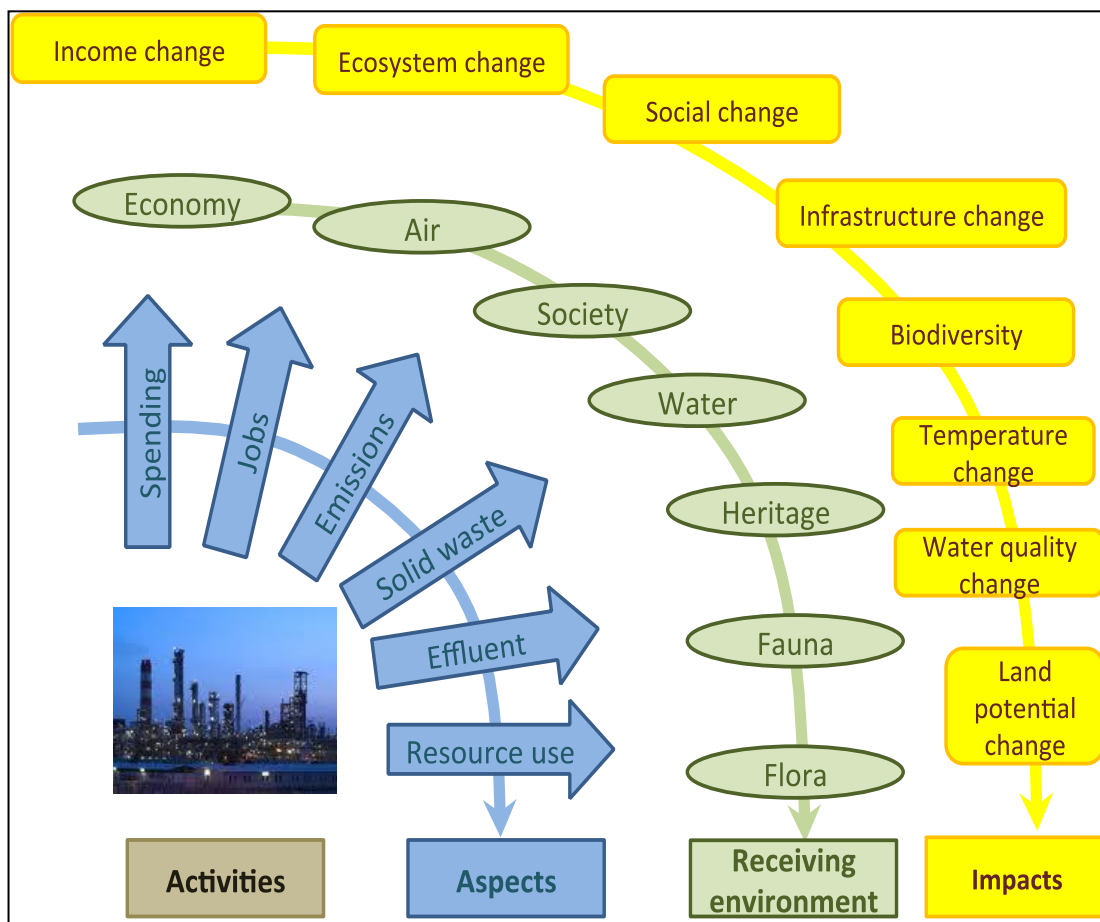 Income change
Ecosystem change
Social change
Infrastructure change
Biodiversity
Temperature
change
Water quality
change
Land
potential
change
Economy
Air
Society
Water
Heritage
Fauna
Flora
Spending
Jobs
Emissions
Solid waste
Effluent
Resource use
Activities
Aspects
Receiving
environment
Impacts